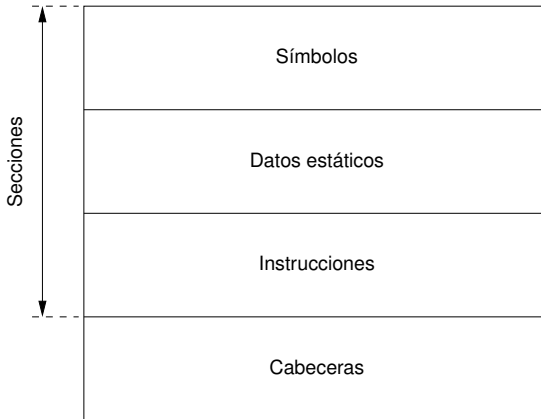 Símbolos
Datos estáticos
Secciones
Instrucciones
Cabeceras